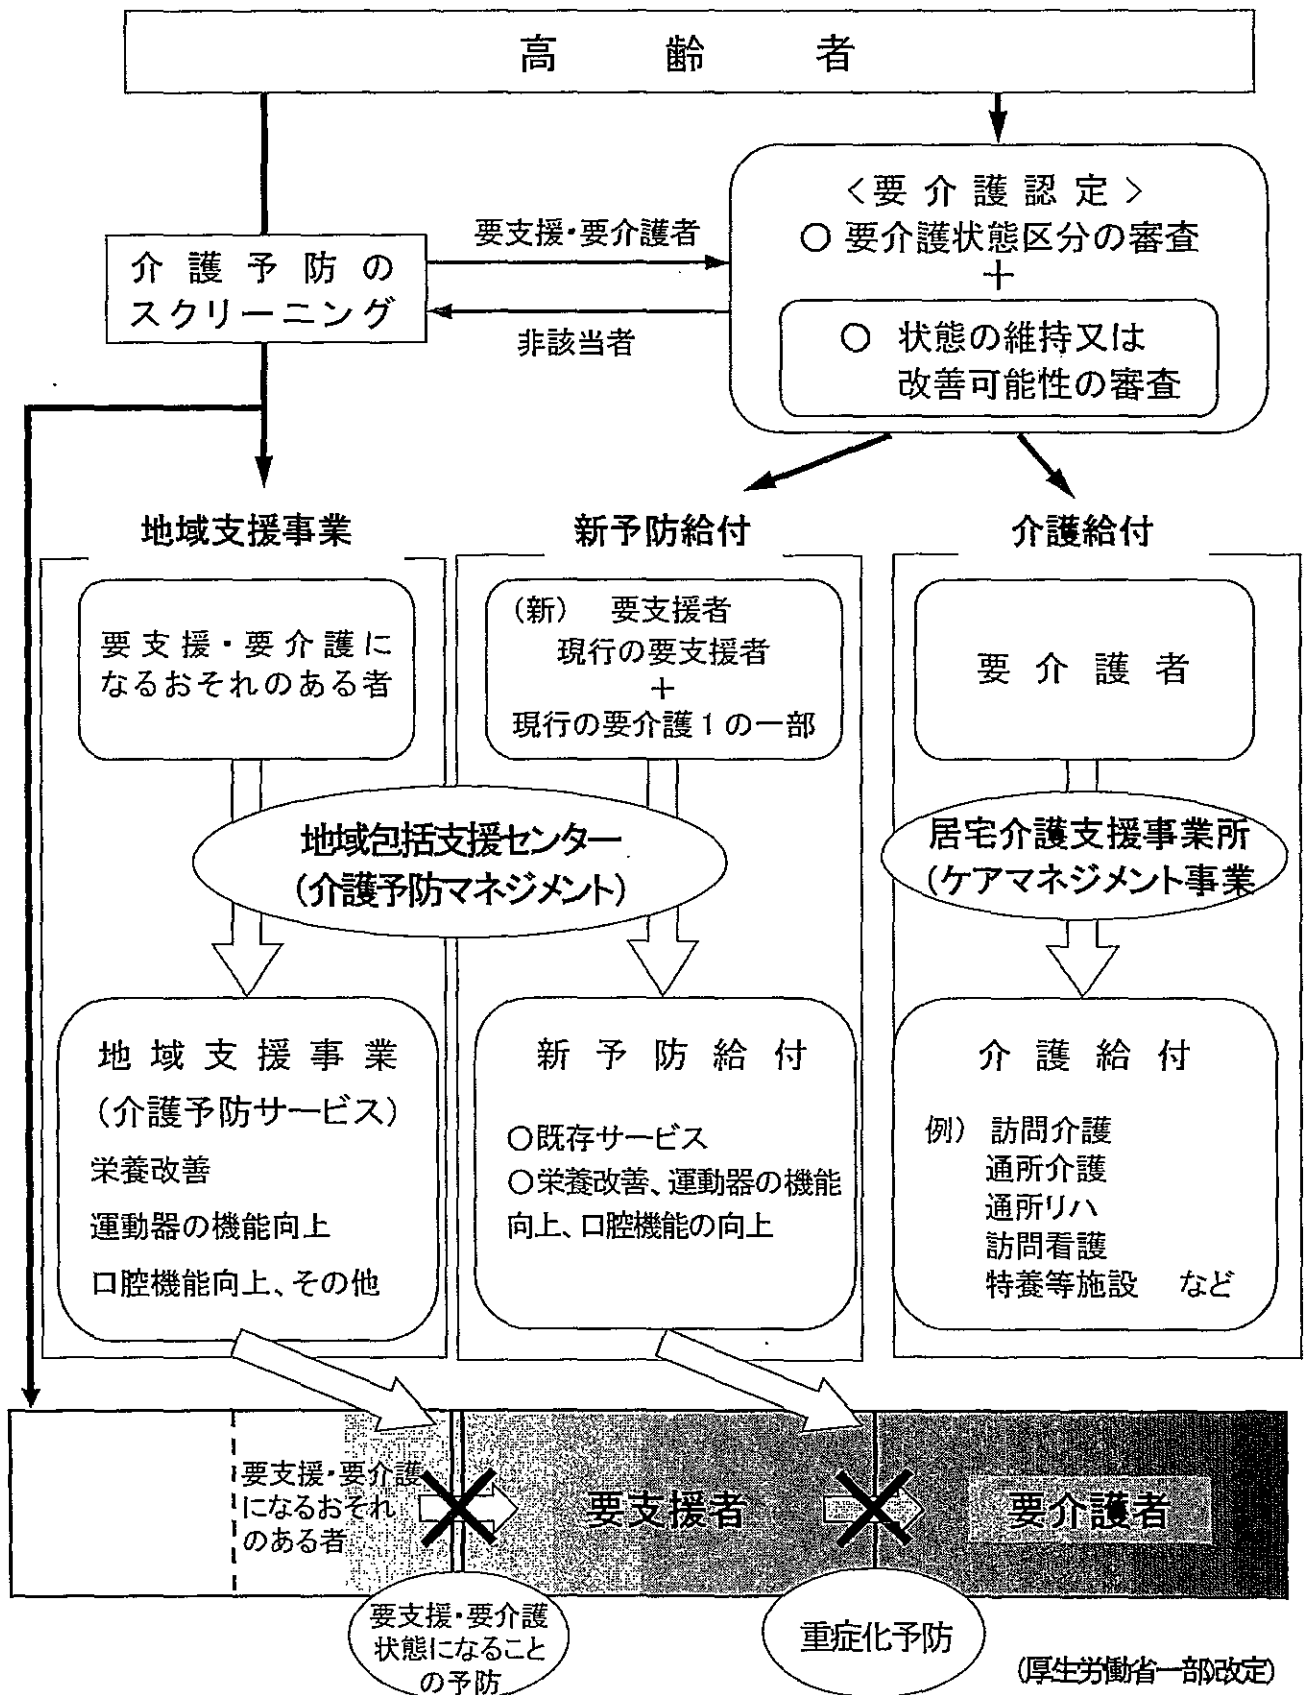 高齢者
<要介護認定>
○ 要介護状態区分の審査
＋
○ 状態の維持又は
改善可能性の審査
介護予防の
スクリーニング
要支援・要介護者
非該当者
地域支援事業
新予防給付
介護給付
要支援・要介護に
なるおそれのある者
(新) 要支援者
現行の要支援者
＋
現行の要介護1の一部
要介護者
地域包括支援センター
(介護予防マネジメント)
居宅介護支援事業所
(ケアマネジメント事業
地域支援事業
(介護予防サービス)
栄養改善
運動器の機能向上
口腔機能向上、その他
新予防給付
○既存サービス
○栄養改善、運動器の機能
向上、口腔機能の向上
介護給付
例) 訪問介護
通所介護
通所リハ
訪問看護
特養等施設 など
要支援・要介護
になるおそれ
のある者
要支援者
要介護者
要支援・要介護
状態になること
の予防
重症化予防
(厚生労働省一部改定)